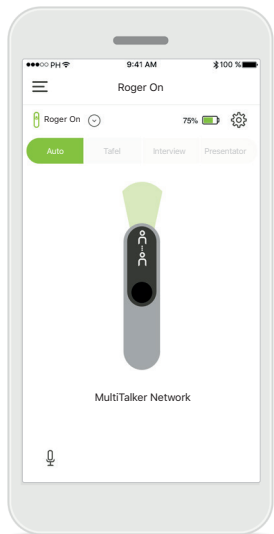 PH 9:41 AM 100 %
Roger On
Roger On 75%
Auto Tafel Interview Presentator
MultiTalker Network